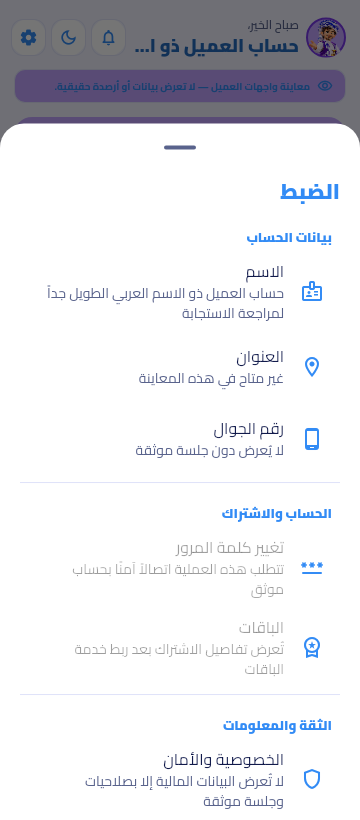 صباح الخير،
حساب العميل ذو ا...
معاينة واجهات العميل — لا تعرض بيانات أو أرصدة حقيقية.
الضبط
بيانات الحساب
الاسم
حساب العميل ذو الاسم العربي الطويل جداً
لمراجعة الاستجابة
العنوان
غير متاح في هذه المعاينة
رقم الجوال
لا يُعرض دون جلسة موثقة
الحساب والاشتراك
تغيير كلمة المرور
تتطلب هذه العملية اتصالاً آمنًا بحساب
موثق
الباقات
تُعرض تفاصيل الاشتراك بعد ربط خدمة
الباقات
الثقة والمعلومات
الخصوصية والأمان
لا تُعرض البيانات المالية إلا بصلاحيات
وجلسة موثقة